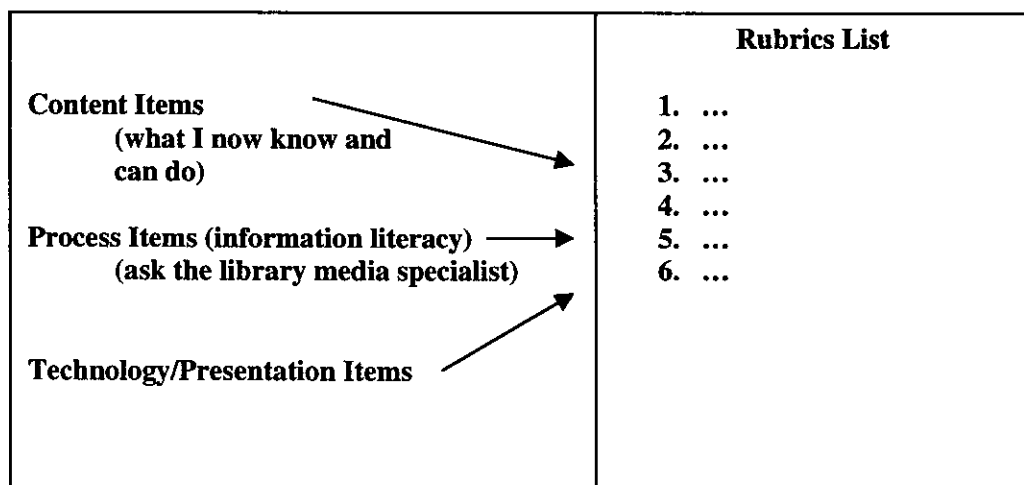 Content Items
(what I now know and
can do)
Process Items (information literacy)
(ask the library media specialist)
Technology/Presentation Items
Rubrics List
1. ...
2. ...
3. ...
4. ...
5. ...
6. ...